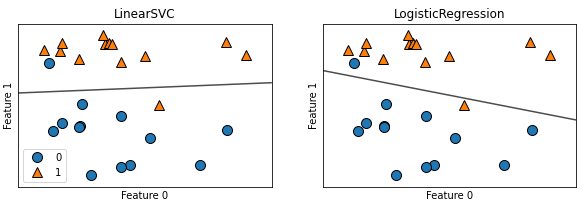 LinearSVC
Feature 1
0
1
Feature 0
LogisticRegression
Feature 1
Feature 0